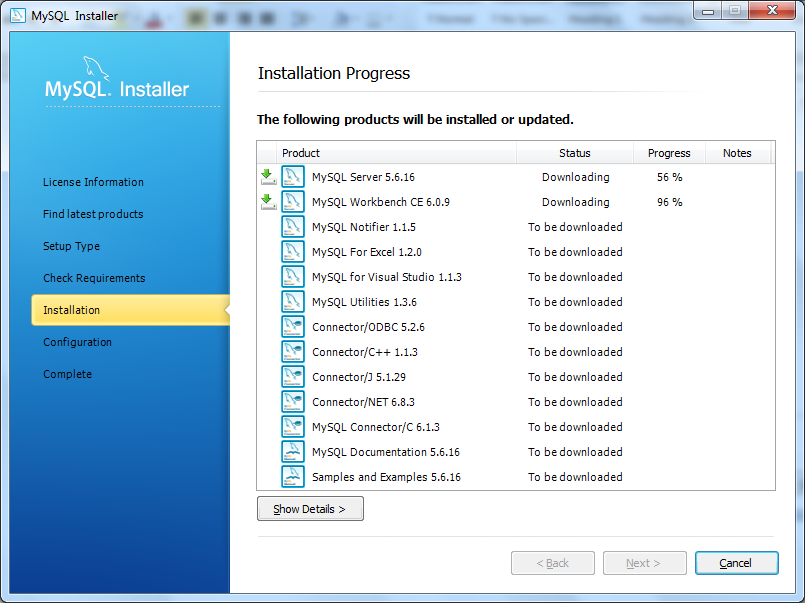 MySQL Installer
MySQL. Installer
License Information
Find latest products
Setup Type
Check Requirements
Installation
Configuration
Complete
Installation Progress
The following products will be installed or updated.
Product Status Progress Notes
MySQL Server 5.6.16 Downloading 56 %
MySQL Workbench CE 6.0.9 Downloading 96 %
MySQL Notifier 1.1.5 To be downloaded
MySQL For Excel 1.2.0 To be downloaded
MySQL for Visual Studio 1.1.3 To be downloaded
MySQL Utilities 1.3.6 To be downloaded
Connector/ODBC 5.2.6 To be downloaded
Connector/C++ 1.1.3 To be downloaded
Connector/J 5.1.29 To be downloaded
Connector/NET 6.8.3 To be downloaded
MySQL Connector/C 6.1.3 To be downloaded
MySQL Documentation 5.6.16 To be downloaded
Samples and Examples 5.6.16 To be downloaded
Show Details >
< Back Next > Cancel